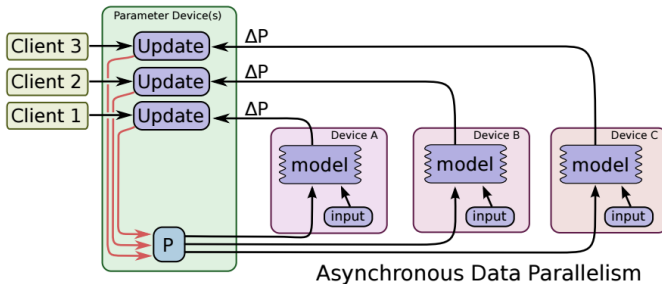 Parameter Device(s)
Client 3
Update
ΔP
Client 2
Update
ΔP
Client 1
Update
ΔP
Device A
Device B
Device C
model
model
model
input
input
input
P
Asynchronous Data Parallelism